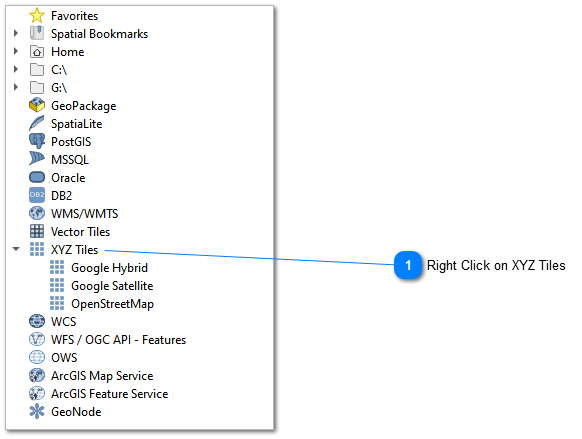 Favorites
Spatial Bookmarks
Home
C:\
G:\
GeoPackage
SpatiaLite
PostGIS
MSSQL
Oracle
DB2 DB2
WMS/WMTS
Vector Tiles
XYZ Tiles
1 Right Click on XYZ Tiles
Google Hybrid
Google Satellite
OpenStreetMap
WCS
WFS / OGC API - Features
OWS
ArcGIS Map Service
ArcGIS Feature Service
GeoNode